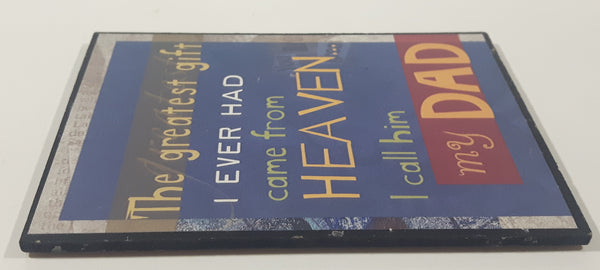 The greatest gift
I EVER HAD
came from
HEAVEN...
I call him
my DAD